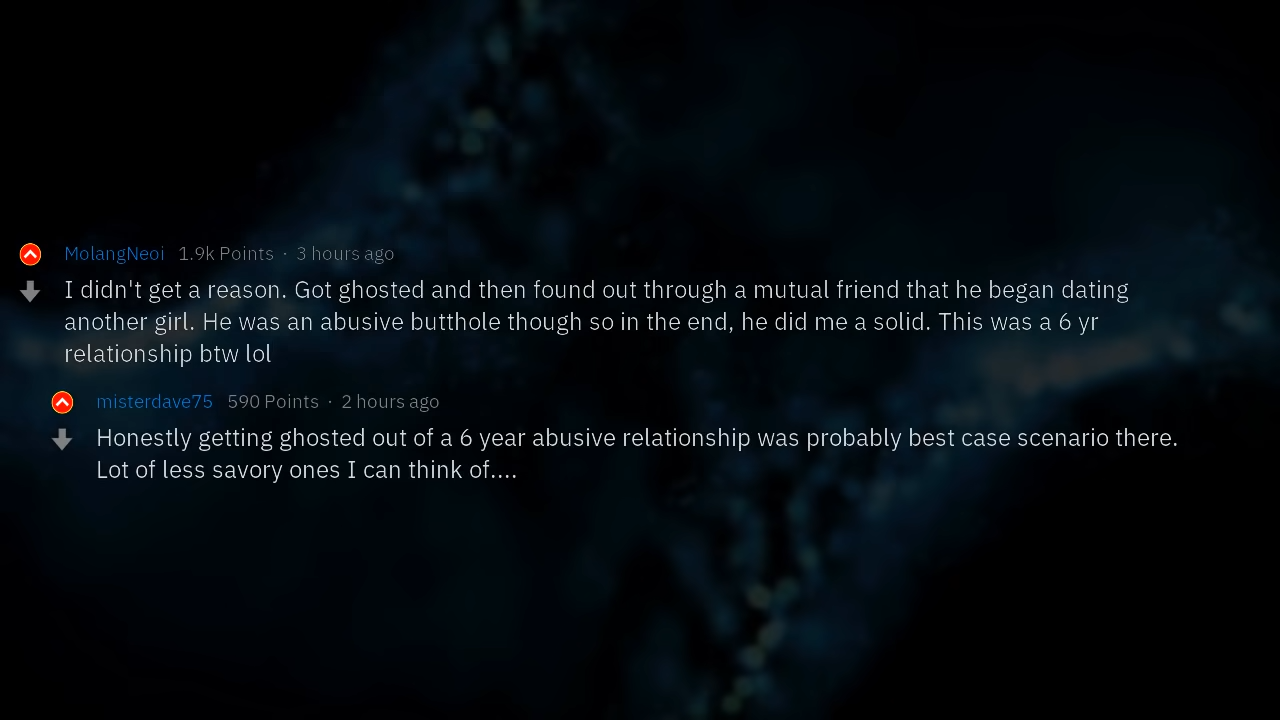 MolangNeoi 1.9k Points · 3 hours ago
I didn't get a reason. Got ghosted and then found out through a mutual friend that he began dating
another girl. He was an abusive butthole though so in the end, he did me a solid. This was a 6 yr
relationship btw lol
misterdave75 590 Points · 2 hours ago
Honestly getting ghosted out of a 6 year abusive relationship was probably best case scenario there.
Lot of less savory ones I can think of....